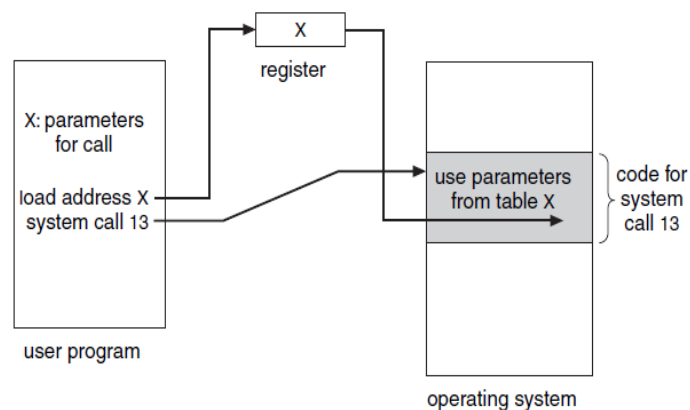 X
register
X: parameters
for call
load address X
system call 13
user program
use parameters
from table X
code for
system
call 13
operating system